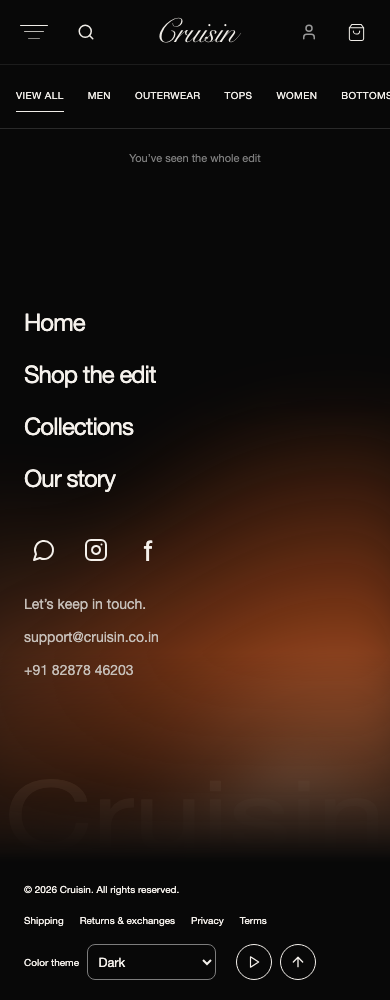 Cruisin
VIEW ALL MEN OUTERWEAR TOPS WOMEN BOTTOMS
You've seen the whole edit
Home
Shop the edit
Collections
Our story
Let's keep in touch.
support@cruisin.co.in
+91 82878 46203
Cruisin
© 2026 Cruisin. All rights reserved.
Shipping Returns & exchanges Privacy Terms
Color theme Dark